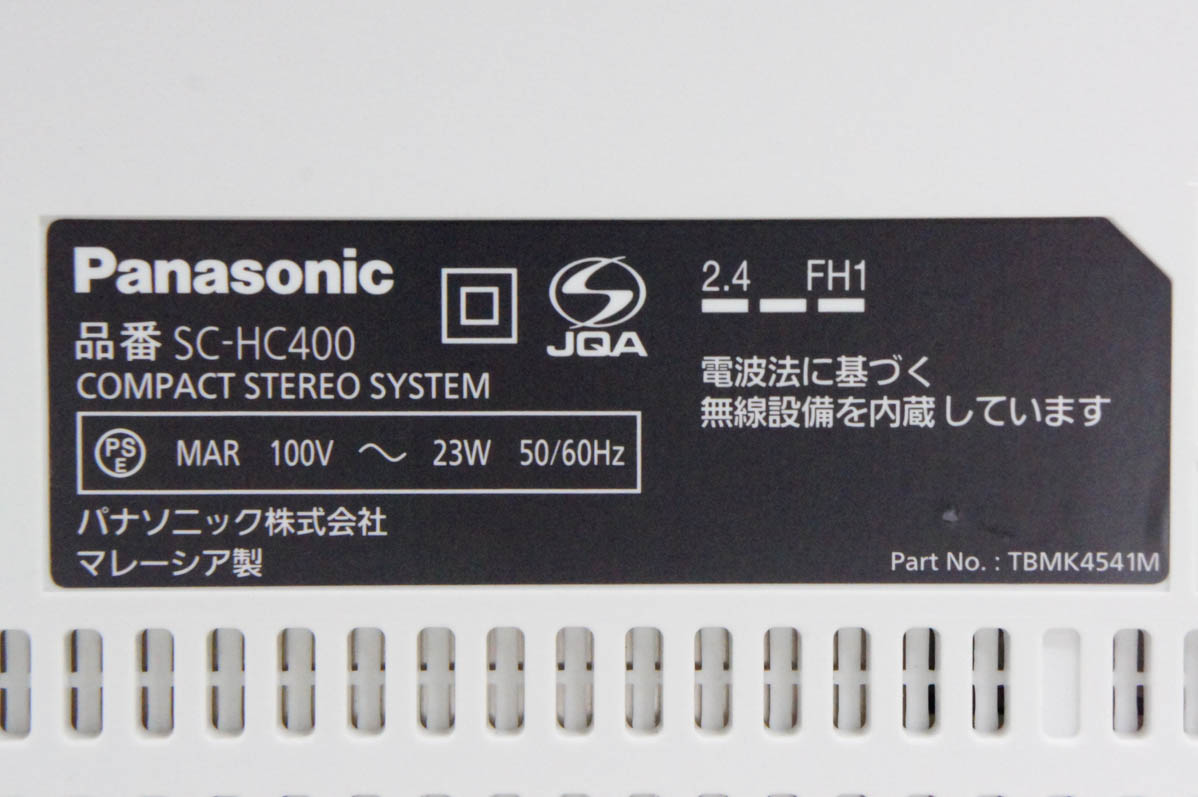 Panasonic
品番 SC-HC400
COMPACT STEREO SYSTEM
PSE MAR 100V ～ 23W 50/60Hz
パナソニック株式会社
マレーシア製
JQA
2.4 FH1
電波法に基づく
無線設備を内蔵しています
Part No. : TBMK4541M